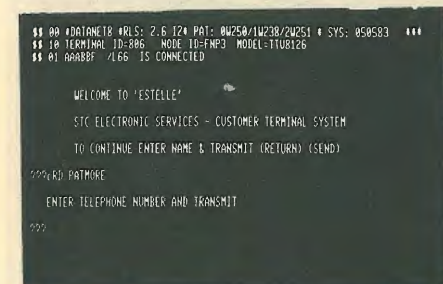 $$ 00 #DATANET8 #RLS: 2.6 I2# PAT: 0W250/1W238/2W251 # SYS: 050583 ###
$$ 10 TERMINAL ID=806 NODE ID=FNP3 MODEL=TTU8126
$$ 01 AAABBF /L66 IS CONNECTED
WELCOME TO 'ESTELLE'
STC ELECTRONIC SERVICES - CUSTOMER TERMINAL SYSTEM
TO CONTINUE ENTER NAME & TRANSMIT (RETURN) (SEND)
PATMORE
ENTER TELEPHONE NUMBER AND TRANSMIT
???